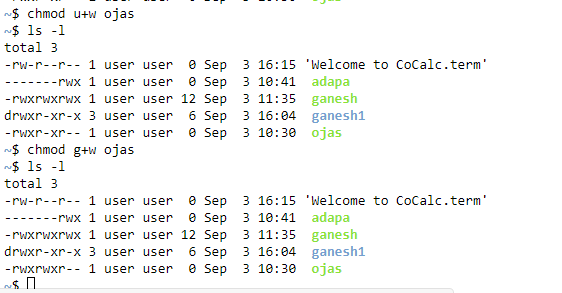 ~$ chmod u+w ojas
~$ ls -l
total 3
-rw-r--r-- 1 user user  0 Sep  3 16:15 'Welcome to CoCalc.term'
-------rwx 1 user user  0 Sep  3 10:41  adapa
-rwxrwxrwx 1 user user 12 Sep  3 11:35  ganesh
drwxr-xr-x 3 user user  6 Sep  3 16:04  ganesh1
-rwxr-xr-- 1 user user  0 Sep  3 10:30  ojas
~$ chmod g+w ojas
~$ ls -l
total 3
-rw-r--r-- 1 user user  0 Sep  3 16:15 'Welcome to CoCalc.term'
-------rwx 1 user user  0 Sep  3 10:41  adapa
-rwxrwxrwx 1 user user 12 Sep  3 11:35  ganesh
drwxr-xr-x 3 user user  6 Sep  3 16:04  ganesh1
-rwxrwxr-- 1 user user  0 Sep  3 10:30  ojas
~$